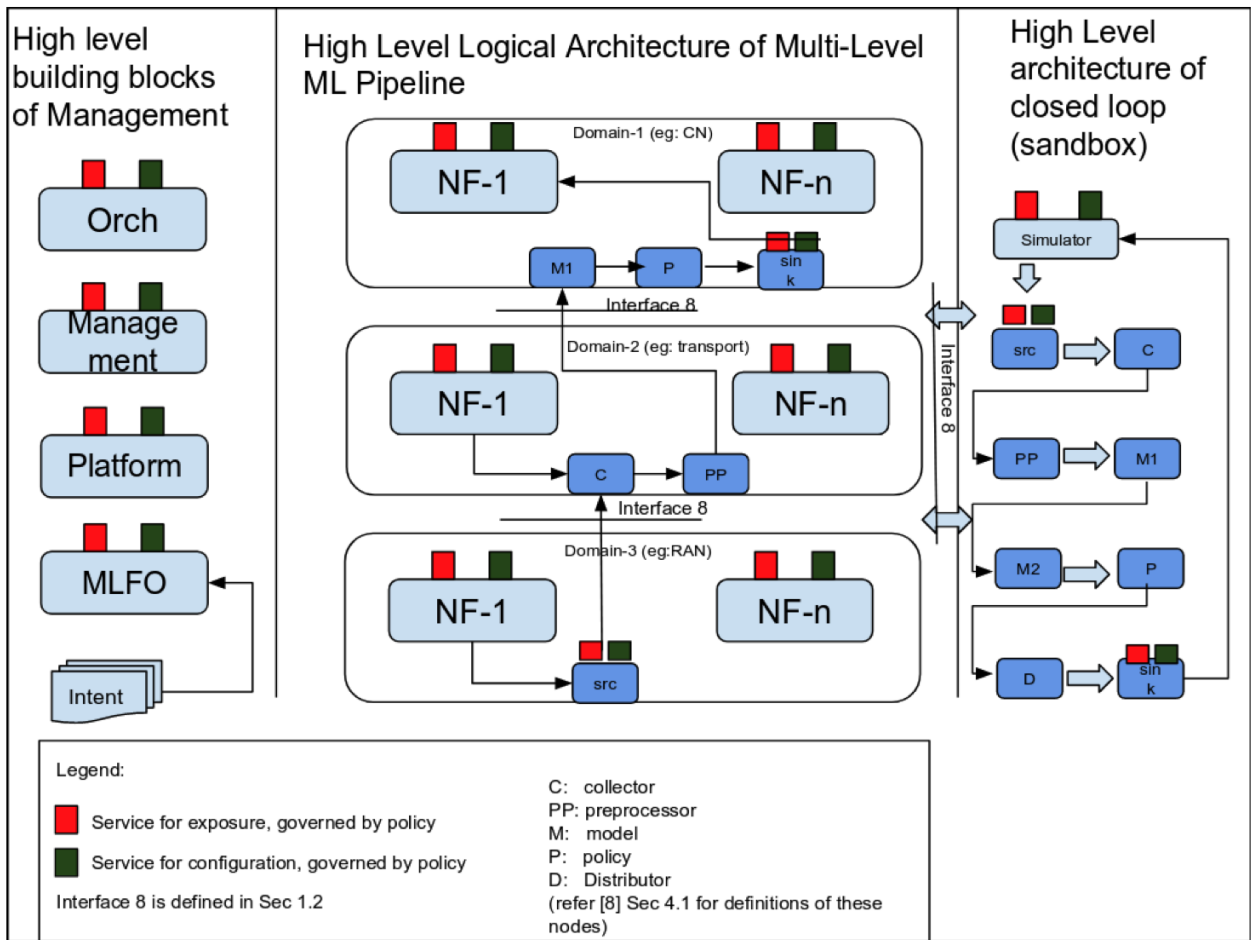 High level
building blocks
of Management
Orch
Manage
ment
Platform
MLFO
Intent
High Level Logical Architecture of Multi-Level
ML Pipeline
Domain-1 (eg: CN)
NF-1
NF-n
M1
P
sin
k
Interface 8
Domain-2 (eg: transport)
NF-1
NF-n
C
PP
Interface 8
Domain-3 (eg:RAN)
NF-1
NF-n
src
Interface 8
High Level
architecture of
closed loop
(sandbox)
Simulator
src
C
PP
M1
M2
P
D
sin
k
Legend:
Service for exposure, governed by policy
Service for configuration, governed by policy
Interface 8 is defined in Sec 1.2
C: collector
PP: preprocessor
M: model
P: policy
D: Distributor
(refer [8] Sec 4.1 for definitions of these
nodes)